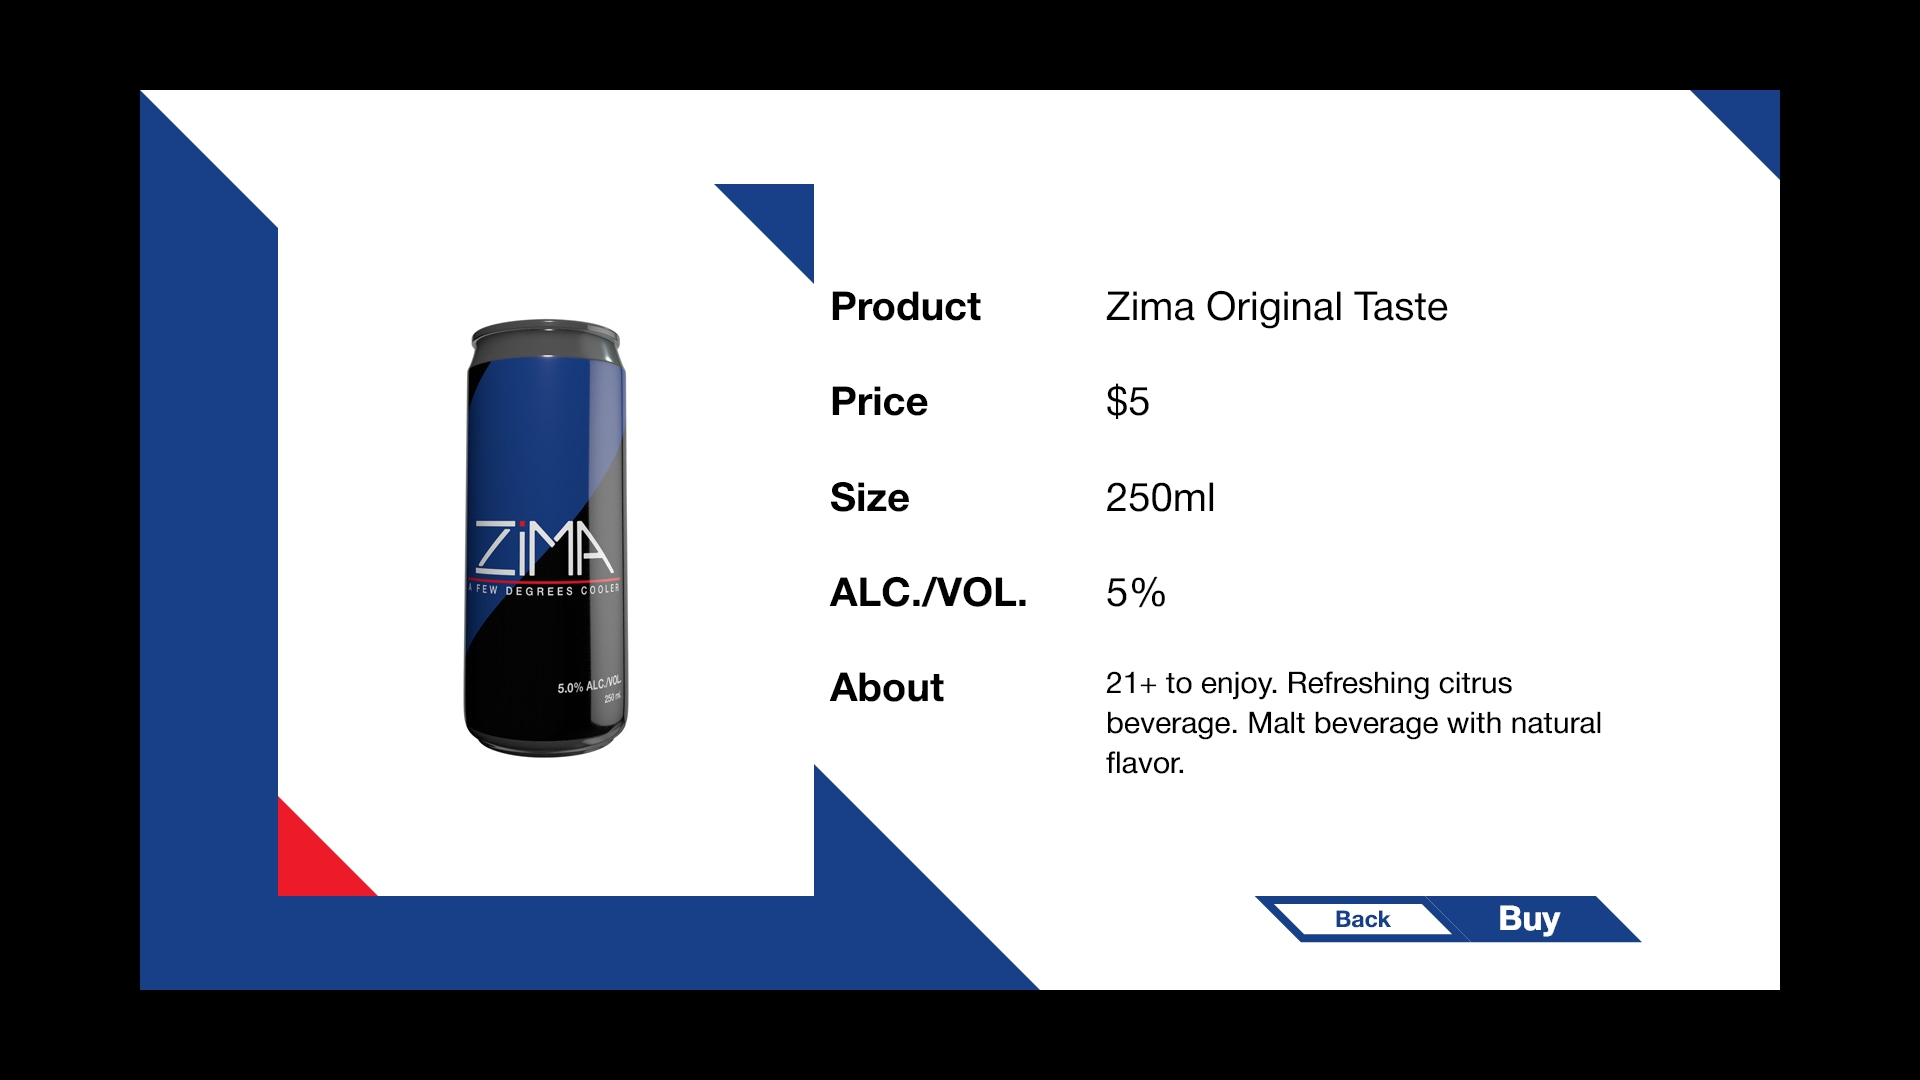 Product Zima Original Taste
Price $5
Size 250ml
ALC./VOL. 5%
About 21+ to enjoy. Refreshing citrus
beverage. Malt beverage with natural
flavor.
ZiMA
A FEW DEGREES COOLER
5.0% ALC./VOL.
250 ml
Back Buy